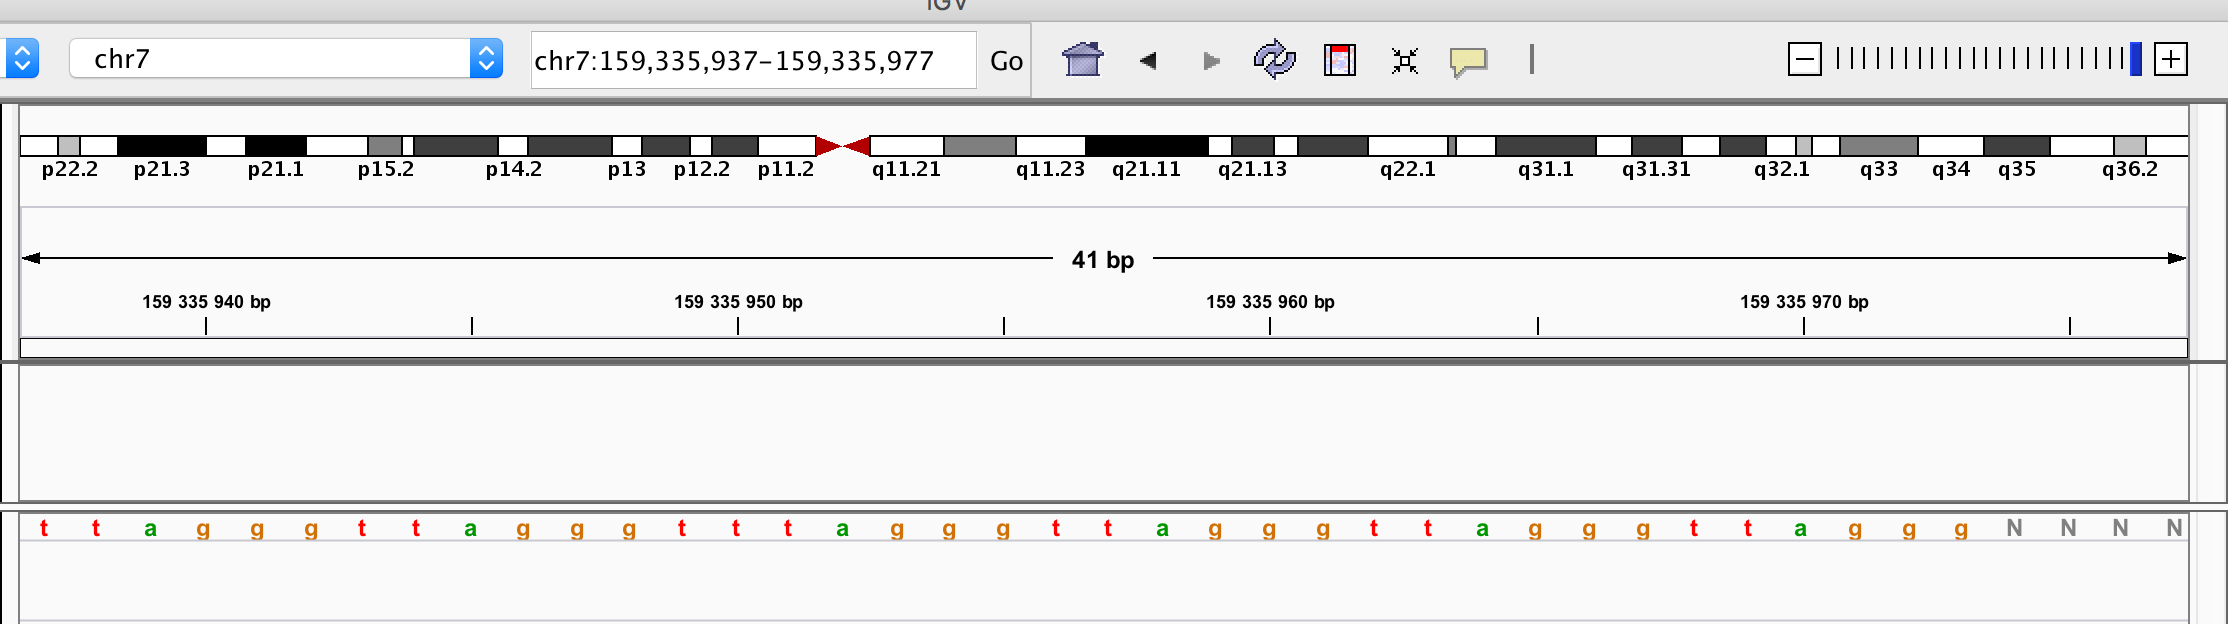 IGV
chr7 chr7:159,335,937-159,335,977 Go
p22.2 p21.3 p21.1 p15.2 p14.2 p13 p12.2 p11.2 q11.21 q11.23 q21.11 q21.13 q22.1 q31.1 q31.31 q32.1 q33 q34 q35 q36.2
41 bp
159 335 940 bp 159 335 950 bp 159 335 960 bp 159 335 970 bp
t t a g g g t t a g g g t t t a g g g t t a g g g t t a g g g t t a g g g N N N N